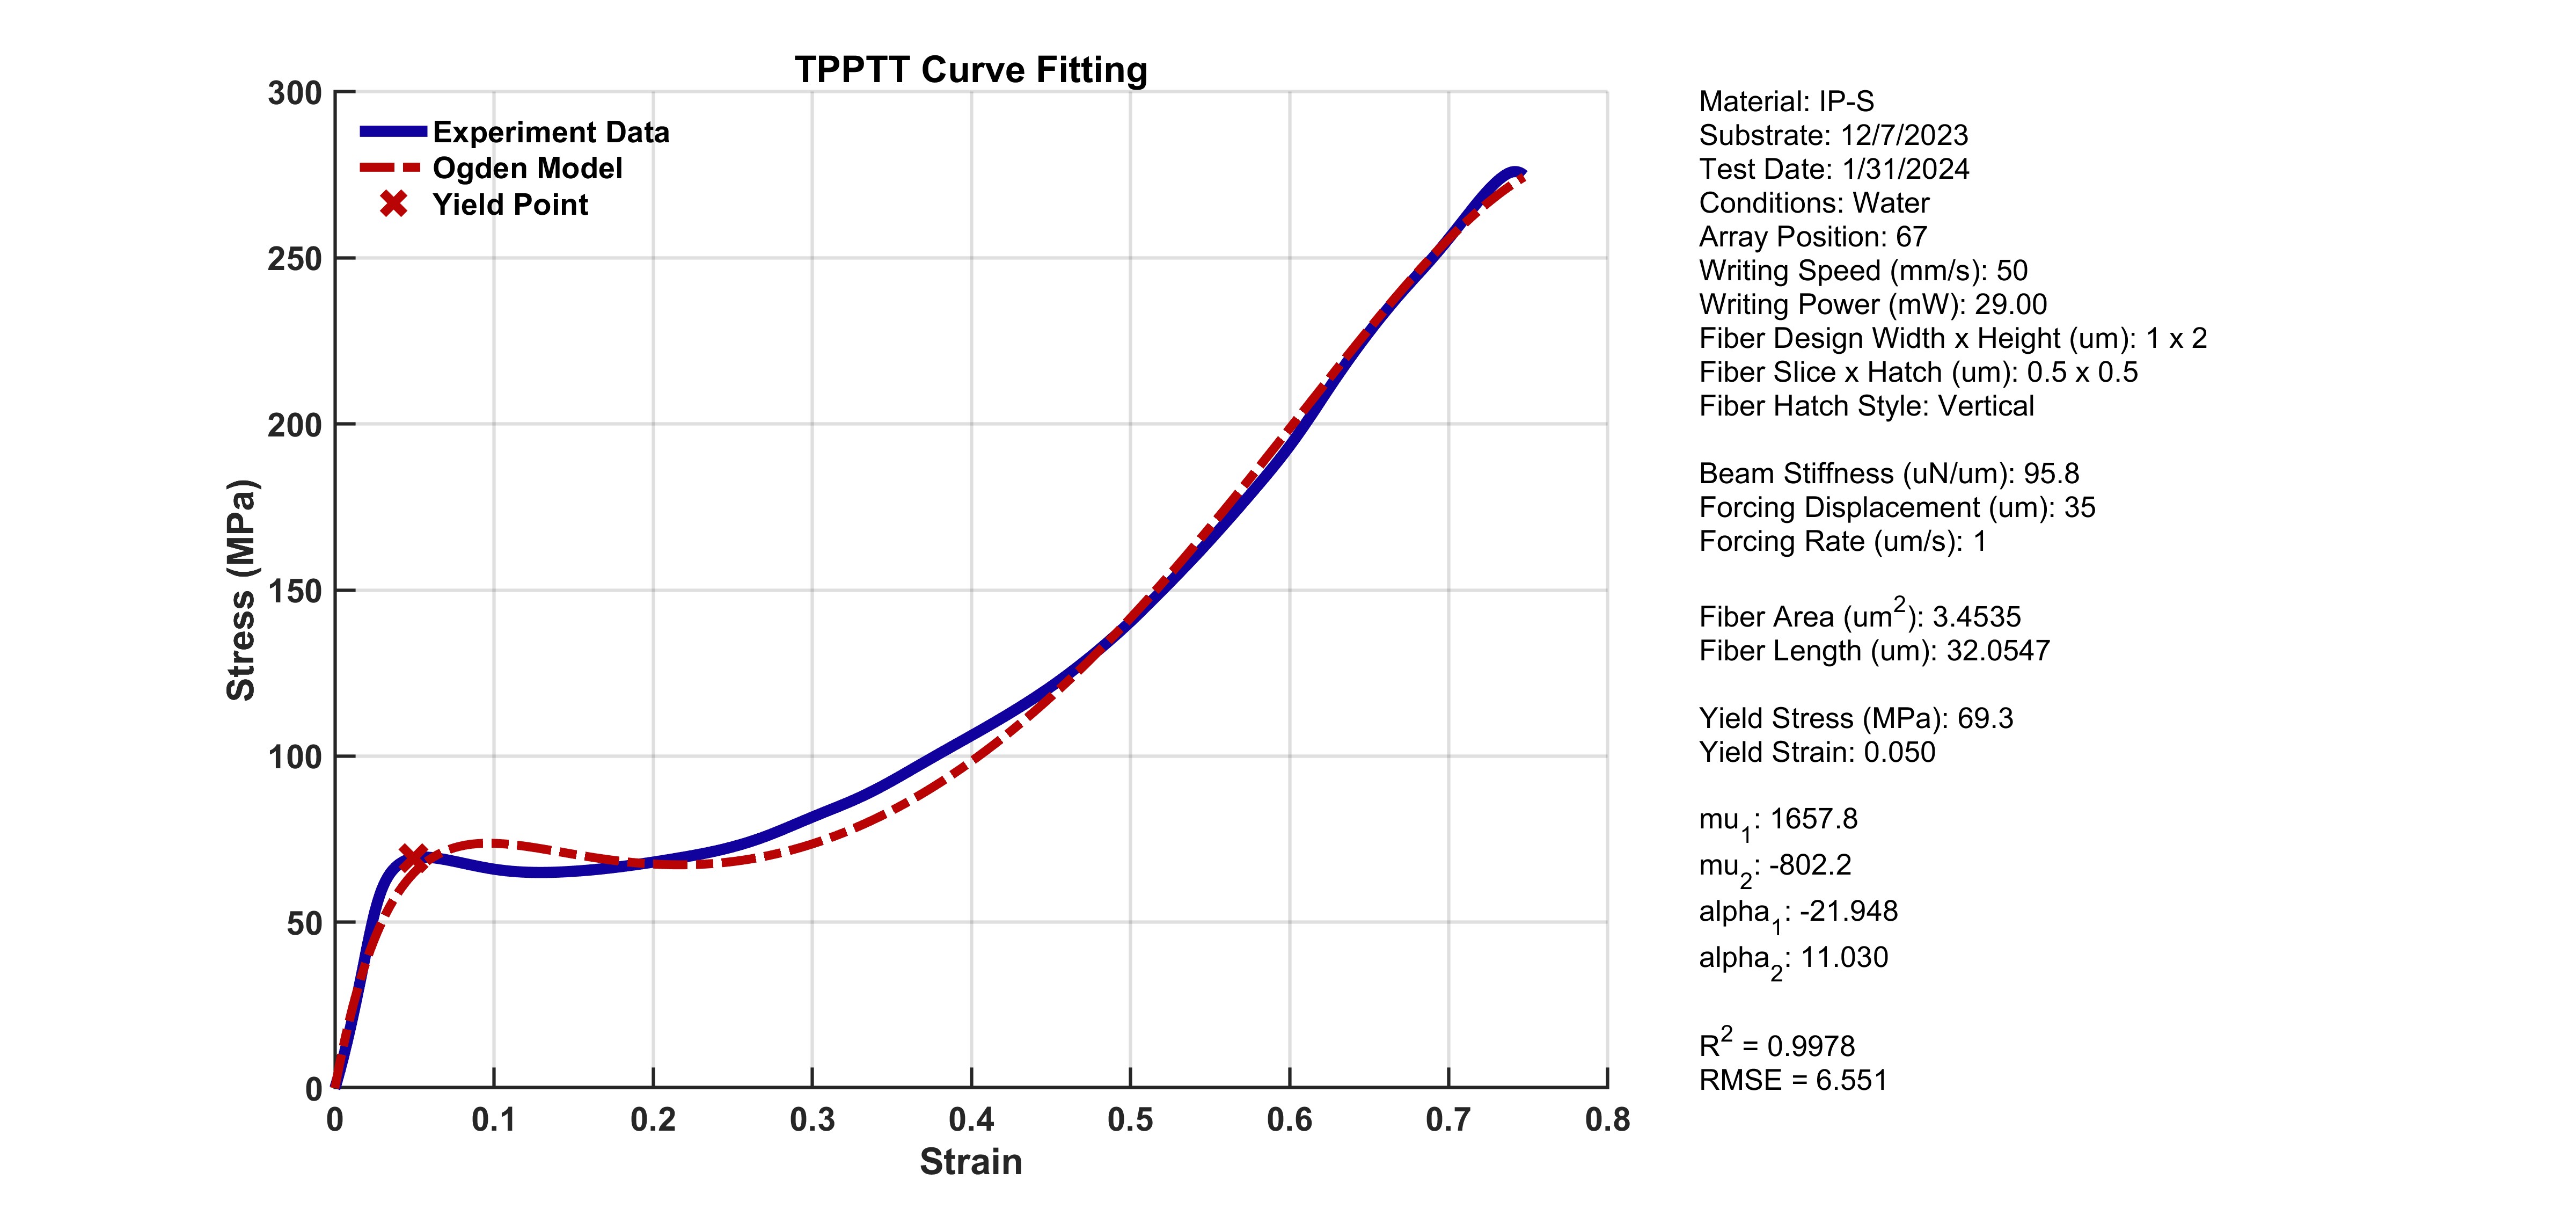 TPPTT Curve Fitting
300
250
200
150
100
50
0
Stress (MPa)
Experiment Data
Ogden Model
Yield Point
0 0.1 0.2 0.3 0.4 0.5 0.6 0.7 0.8
Strain
Material: IP-S
Substrate: 12/7/2023
Test Date: 1/31/2024
Conditions: Water
Array Position: 67
Writing Speed (mm/s): 50
Writing Power (mW): 29.00
Fiber Design Width x Height (um): 1 x 2
Fiber Slice x Hatch (um): 0.5 x 0.5
Fiber Hatch Style: Vertical
Beam Stiffness (uN/um): 95.8
Forcing Displacement (um): 35
Forcing Rate (um/s): 1
Fiber Area (um²): 3.4535
Fiber Length (um): 32.0547
Yield Stress (MPa): 69.3
Yield Strain: 0.050
mu₁: 1657.8
mu₂: -802.2
alpha₁: -21.948
alpha₂: 11.030
R² = 0.9978
RMSE = 6.551